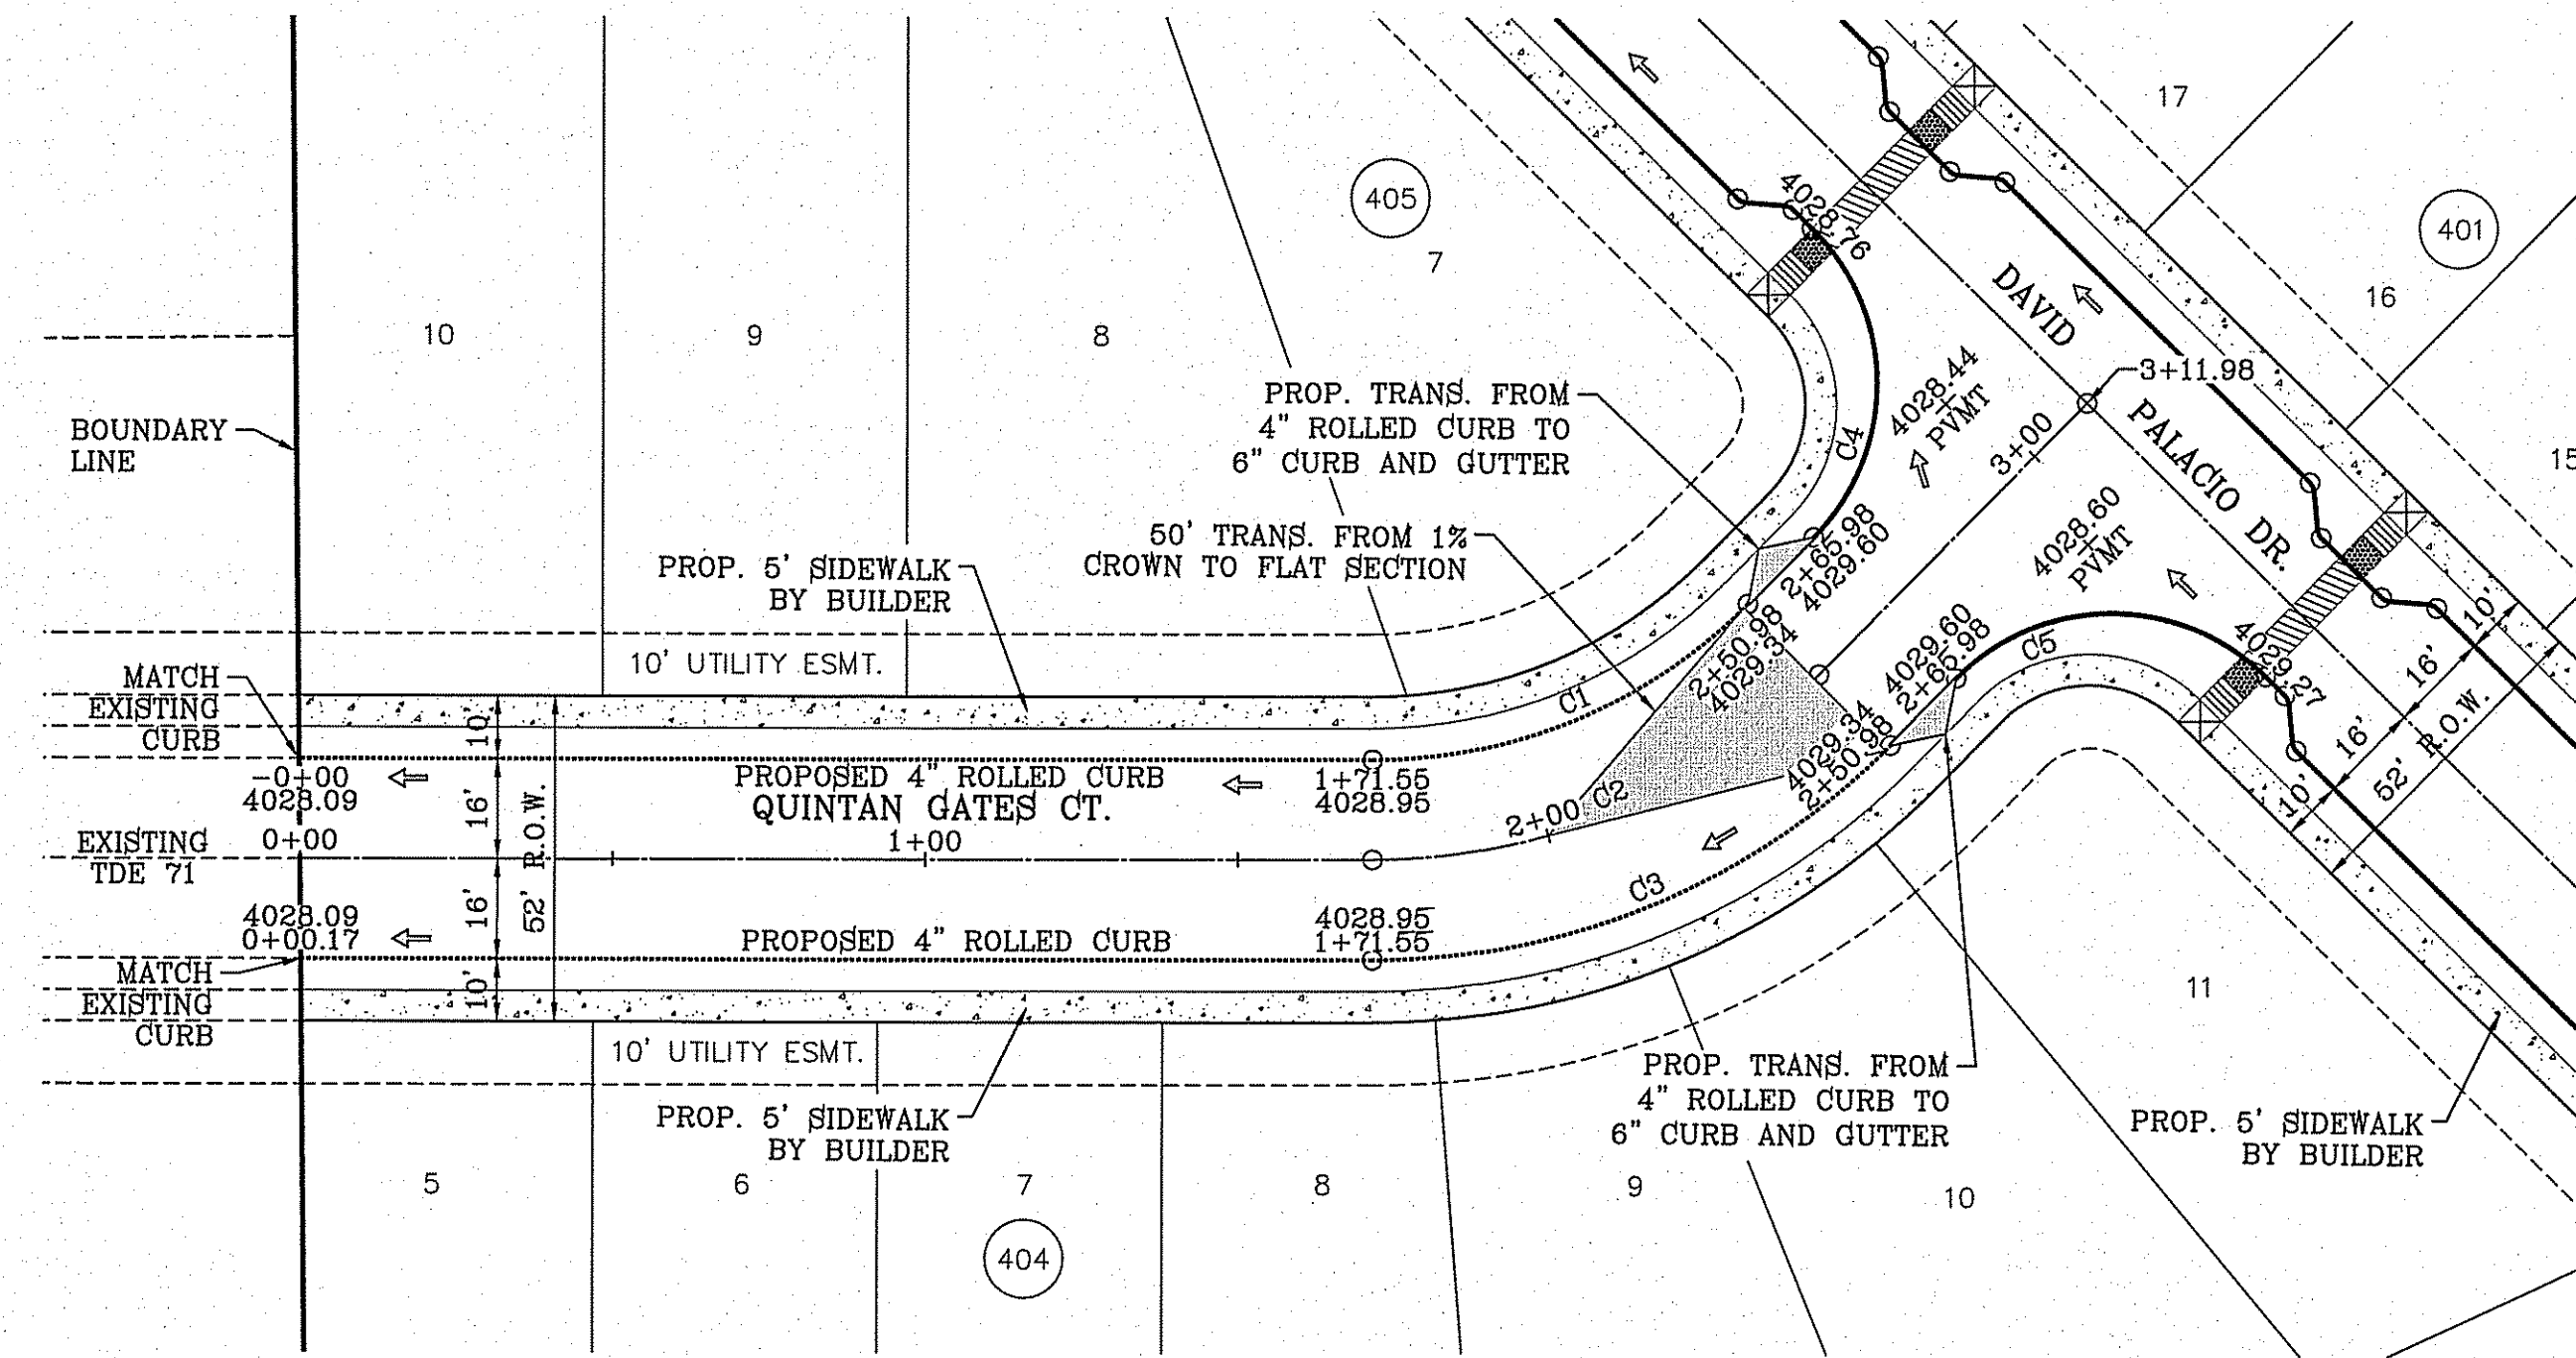 17
405
401
7
16
15
10
9
8
4028.76
DAVID
PALACIO DR.
3+11.98
3+00
4028.44
+
PVMT
C4
4028.60
+
PVMT
PROP. TRANS. FROM
4" ROLLED CURB TO
6" CURB AND GUTTER
BOUNDARY
LINE
50' TRANS. FROM 1%
CROWN TO FLAT SECTION
PROP. 5' SIDEWALK
BY BUILDER
2+65.98
4029.60
2+50.98
4029.34
4029.60
2+65.98
C5
4029.27
10'
16'
16'
10'
52' R.O.W.
10' UTILITY ESMT.
MATCH
EXISTING
CURB
10'
C1
-0+00
4028.09
PROPOSED 4" ROLLED CURB
QUINTAN GATES CT.
1+71.55
4028.95
16'
52' R.O.W.
4029.34
2+50.98
2+00
C2
EXISTING
TDE 71
0+00
1+00
C3
4028.09
0+00.17
16'
PROPOSED 4" ROLLED CURB
4028.95
1+71.55
MATCH
EXISTING
CURB
10'
10' UTILITY ESMT.
11
PROP. TRANS. FROM
4" ROLLED CURB TO
6" CURB AND GUTTER
PROP. 5' SIDEWALK
BY BUILDER
PROP. 5' SIDEWALK
BY BUILDER
5
6
7
8
9
10
404